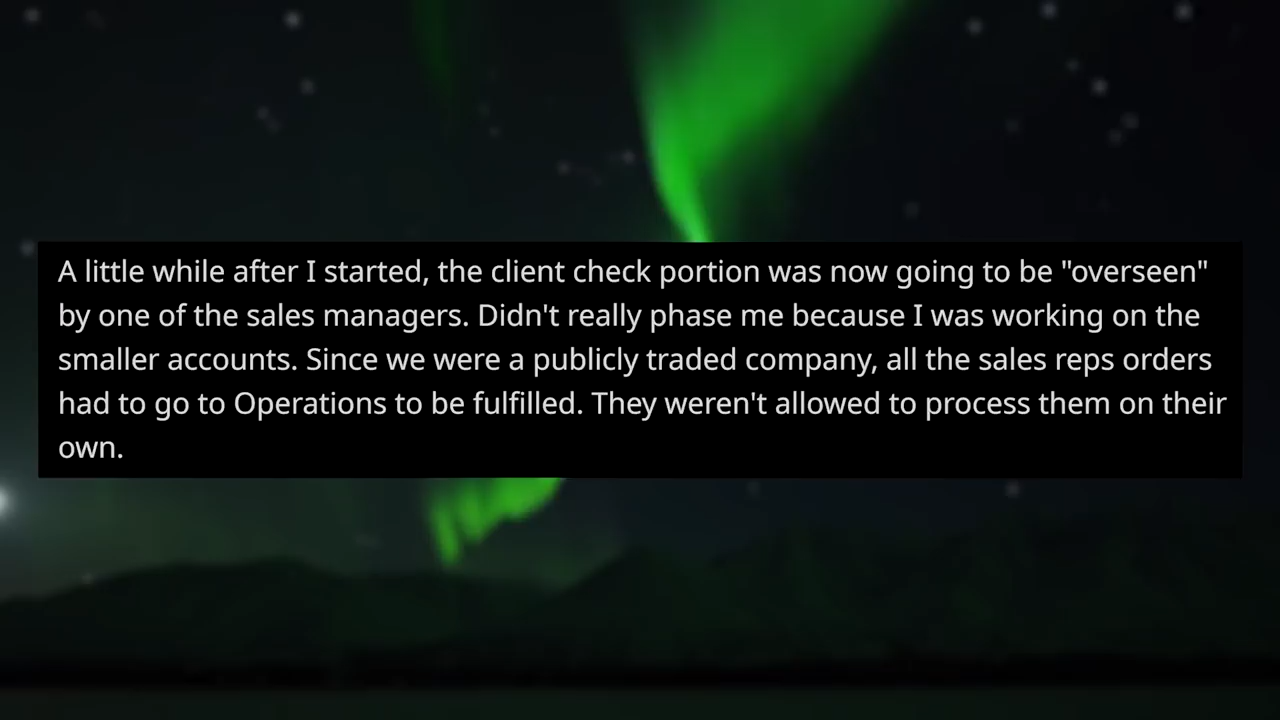 A little while after I started, the client check portion was now going to be "overseen"
by one of the sales managers. Didn't really phase me because I was working on the
smaller accounts. Since we were a publicly traded company, all the sales reps orders
had to go to Operations to be fulfilled. They weren't allowed to process them on their
own.